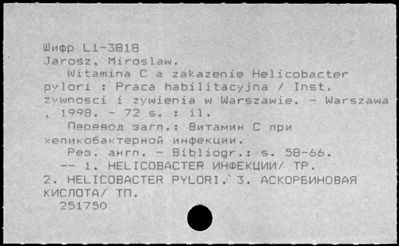 Шифр L1-3818
Jarosz, Miroslaw.
Witamina C a zakazenie Helicobacter
pylori : Praca habilitacyjna / Inst.
zywnosci i zywienia w Warszawie. - Warszawa
, 1998. - 72 s. : il.
Перевод загл.: Витамин С при
хеликобактерной инфекции.
Рез. англ. - Bibliogr.: s. 58-66.
-- 1. HELICOBACTER ИНФЕКЦИИ/ ТР.
2. HELICOBACTER PYLORI. 3. АСКОРБИНОВАЯ
КИСЛОТА/ ТП.
251750